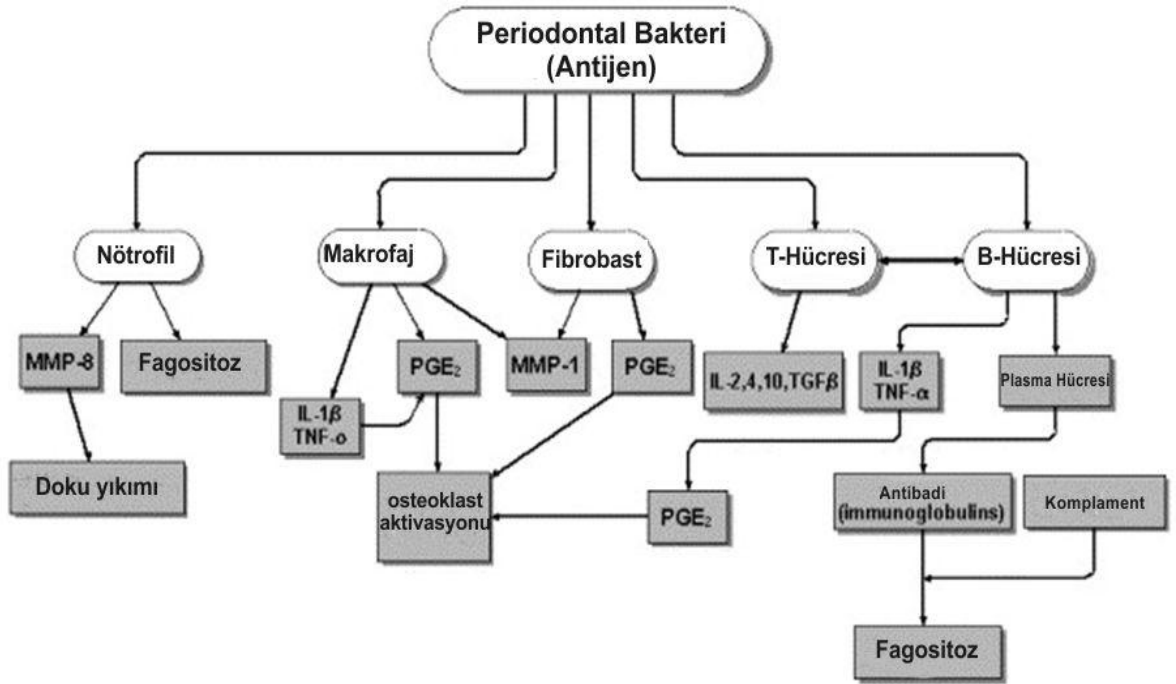 Periodontal Bakteri
(Antijen)
Nötrofil
Makrofaj
Fibrobast
T-Hücresi
B-Hücresi
MMP-8
Fagositoz
PGE₂
MMP-1
PGE₂
IL-2,4,10,TGFβ
IL-1β
TNF-α
Plasma Hücresi
IL-1β
TNF-o
Doku yıkımı
osteoklast
aktivasyonu
PGE₂
Antibadi
(immunoglobulins)
Komplament
Fagositoz